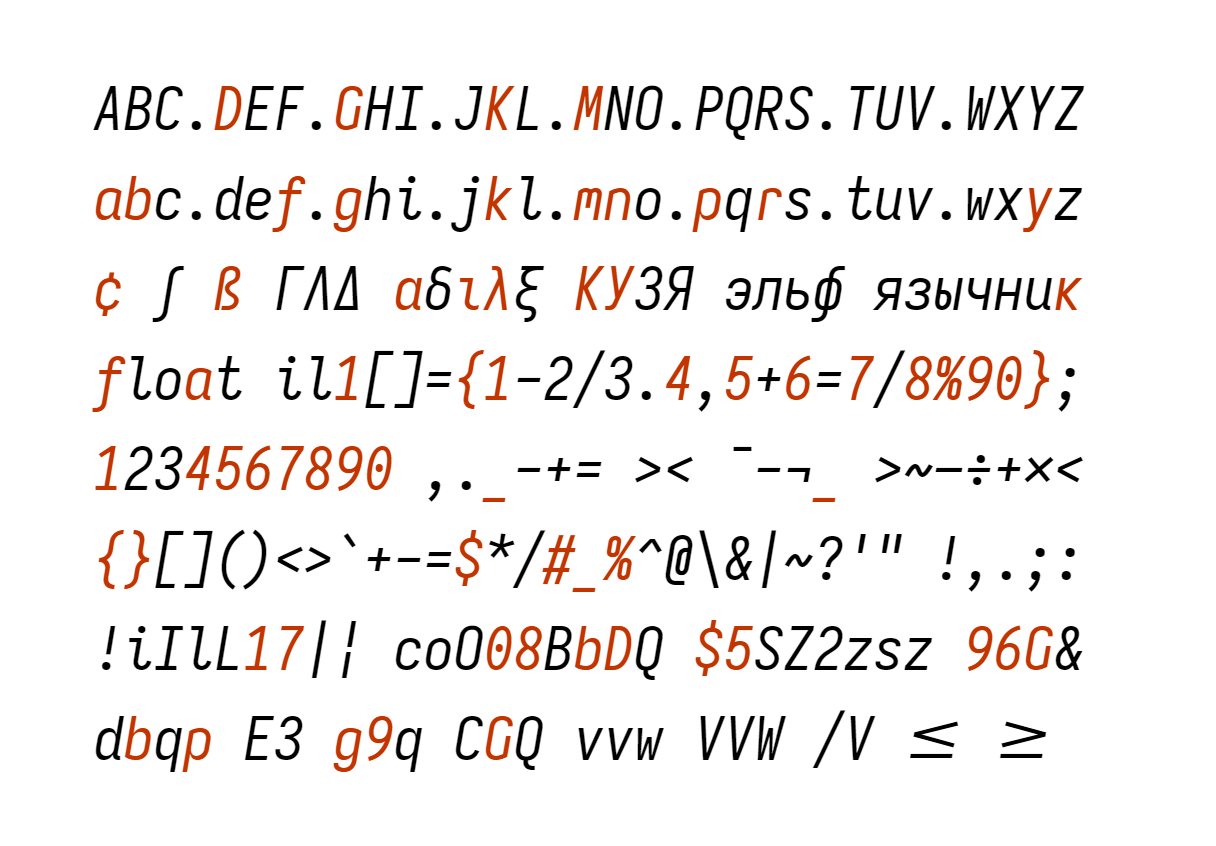 ABC.DEF.GHI.JKL.MNO.PQRS.TUV.WXYZ
abc.def.ghi.jkl.mno.pqrs.tuv.wxyz
¢ ∫ ß ΓΛΔ αδιλξ КУЗЯ эльф язычник
float il1[]={1-2/3.4,5+6=7/8%90};
1234567890 ,._-+= >< ¯-¬_ >~–÷+×<
{}[]()<>`+-=$*/#_%^@\&|~?'" !,.;:
!iIlL17|¦ coO08BbDQ $5SZ2zsz 96G&
dbqp E3 g9q CGQ vvw VVW /V ≤ ≥